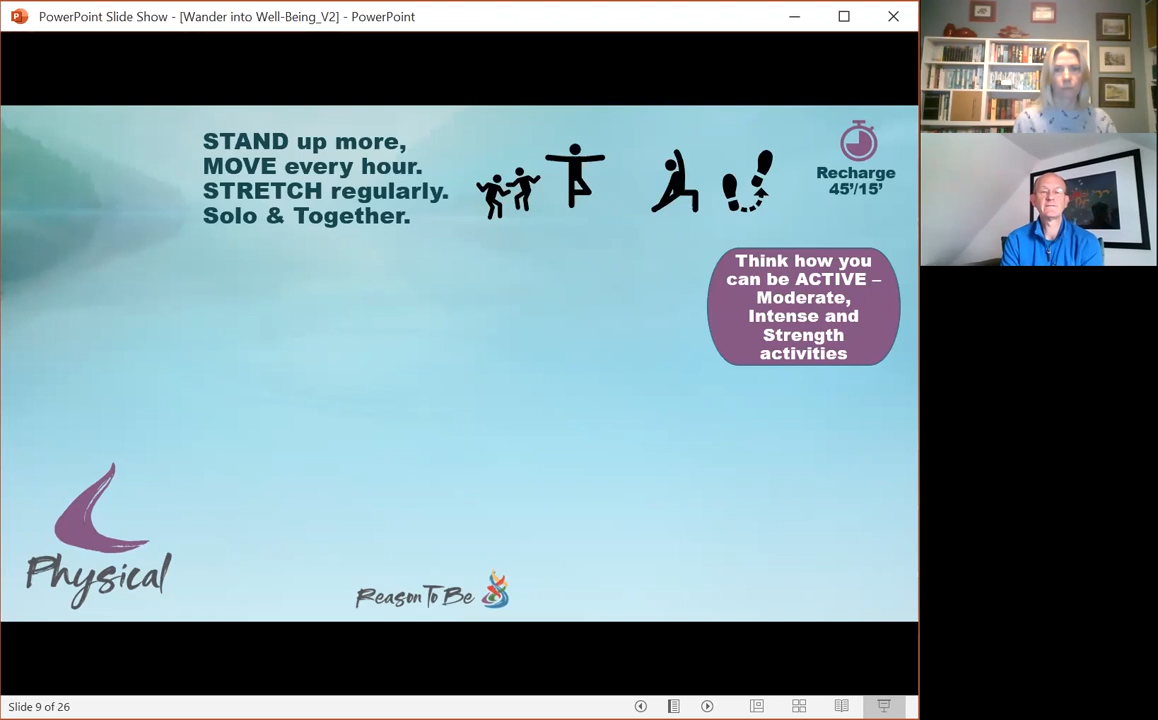 PowerPoint Slide Show - [Wander into Well-Being_V2] - PowerPoint
STAND up more,
MOVE every hour.
STRETCH regularly.
Solo & Together.
Recharge
45’/15’
Think how you
can be ACTIVE –
Moderate,
Intense and
Strength
activities
Physical
Reason To Be
Slide 9 of 26